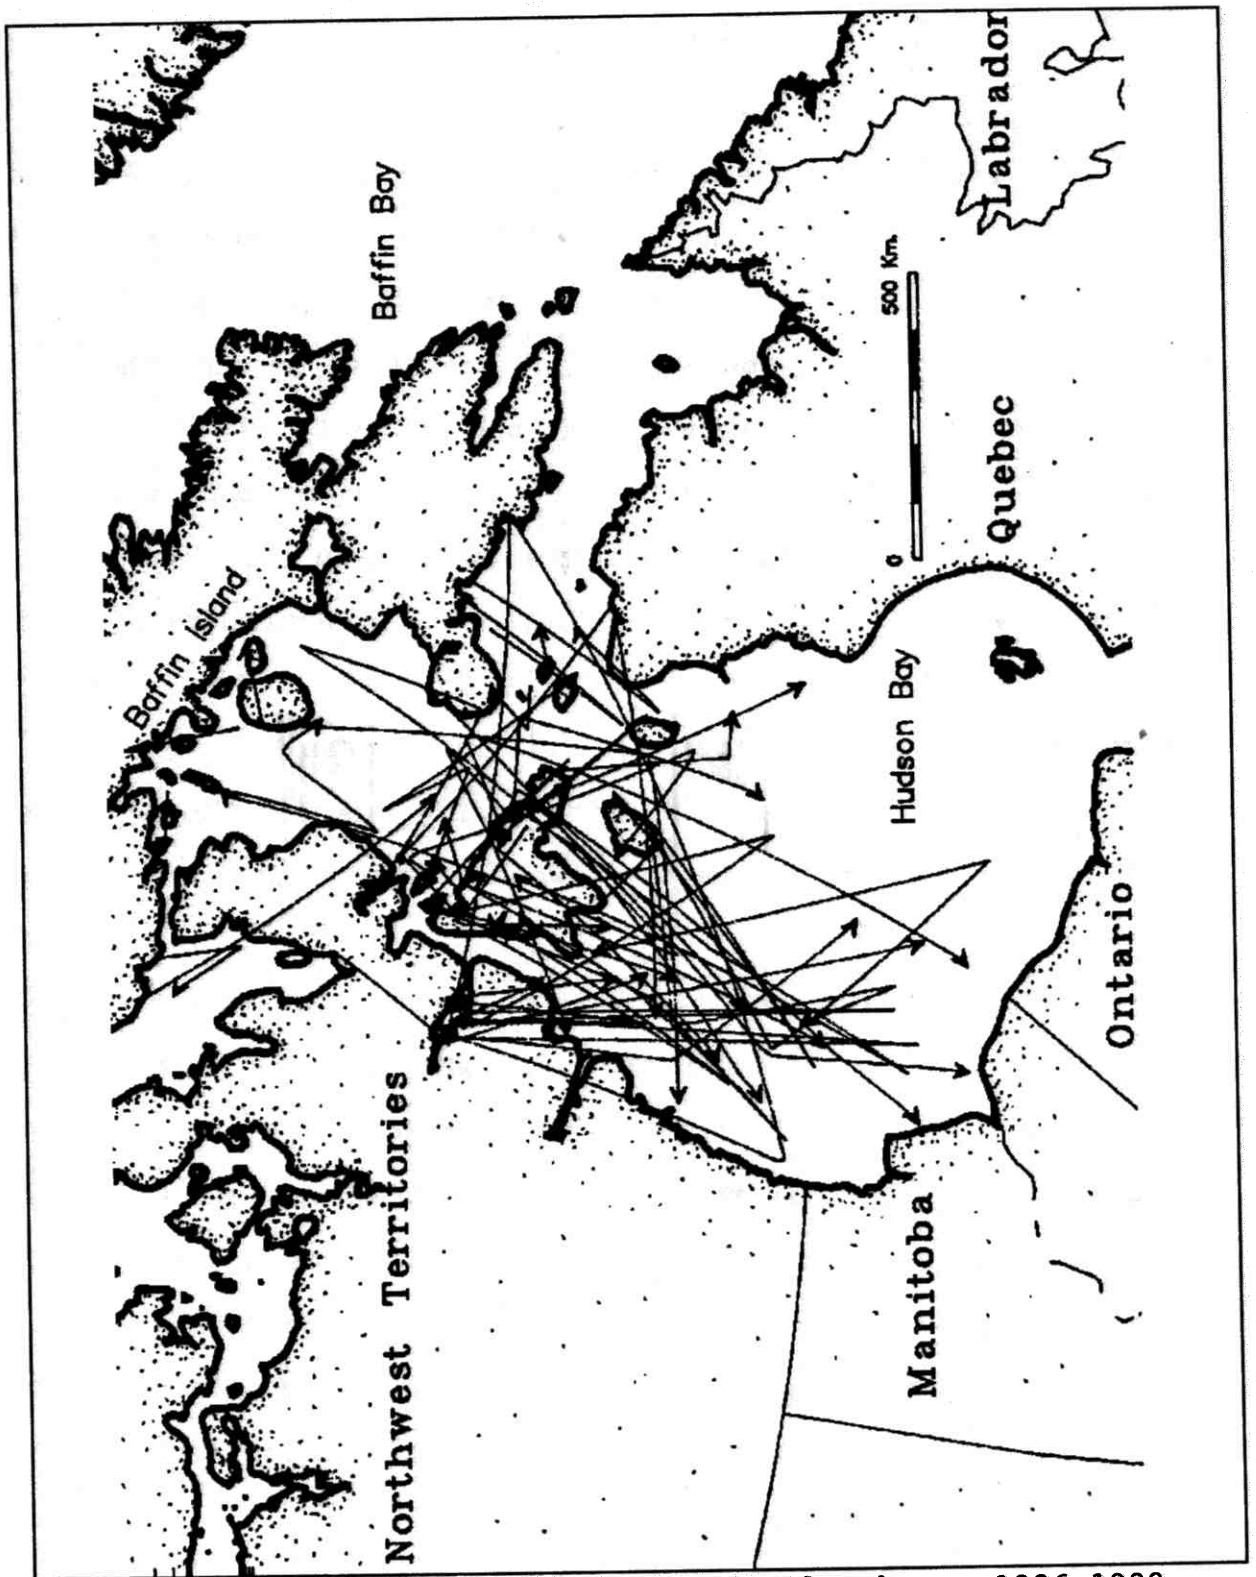 Baffin Bay
Baffin Island
Labrador
0
500 Km.
Quebec
Hudson Bay
Northwest Territories
Ontario
Manitoba